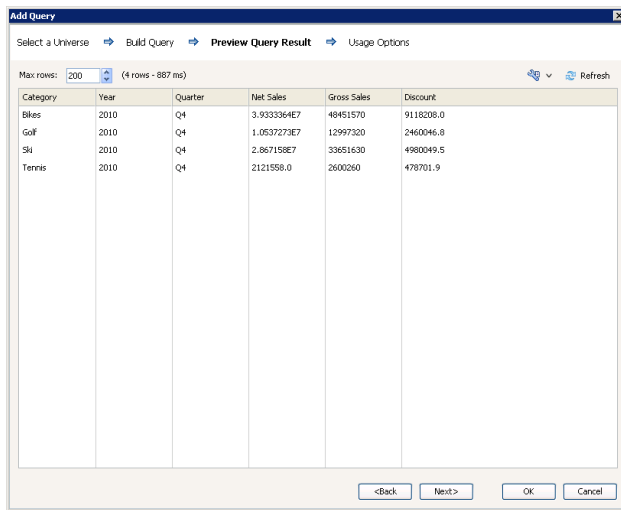 Add Query
Select a Universe Build Query Preview Query Result Usage Options
Max rows: 200 (4 rows - 887 ms) Refresh
Category Year Quarter Net Sales Gross Sales Discount
Bikes 2010 Q4 3.9333364E7 48451570 9118208.0
Golf 2010 Q4 1.0537273E7 12997320 2460046.8
Ski 2010 Q4 2.867158E7 33651630 4980049.5
Tennis 2010 Q4 2121558.0 2600260 478701.9
<Back Next> OK Cancel